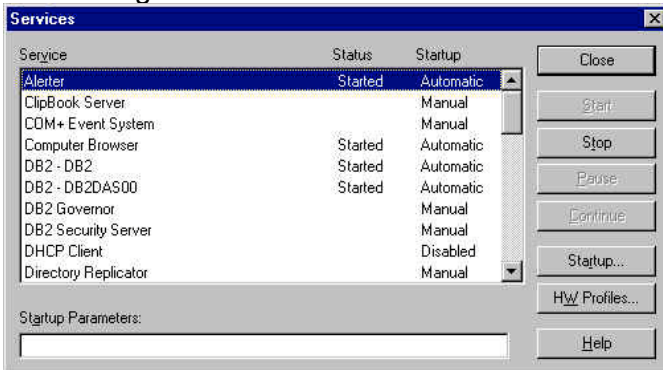 Services
Service Status Startup
Alerter Started Automatic
ClipBook Server Manual
COM+ Event System Manual
Computer Browser Started Automatic
DB2 - DB2 Started Automatic
DB2 - DB2DAS00 Started Automatic
DB2 Governor Manual
DB2 Security Server Manual
DHCP Client Disabled
Directory Replicator Manual
Close
Start
Stop
Pause
Continue
Startup...
HW Profiles...
Help
Startup Parameters: